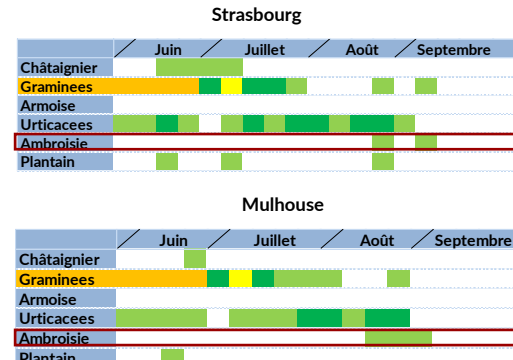 Strasbourg
Juin Juillet Août Septembre
Châtaignier
Graminees
Armoise
Urticacees
Ambroisie
Plantain
Mulhouse
Juin Juillet Août Septembre
Châtaignier
Graminees
Armoise
Urticacees
Ambroisie
Plantain